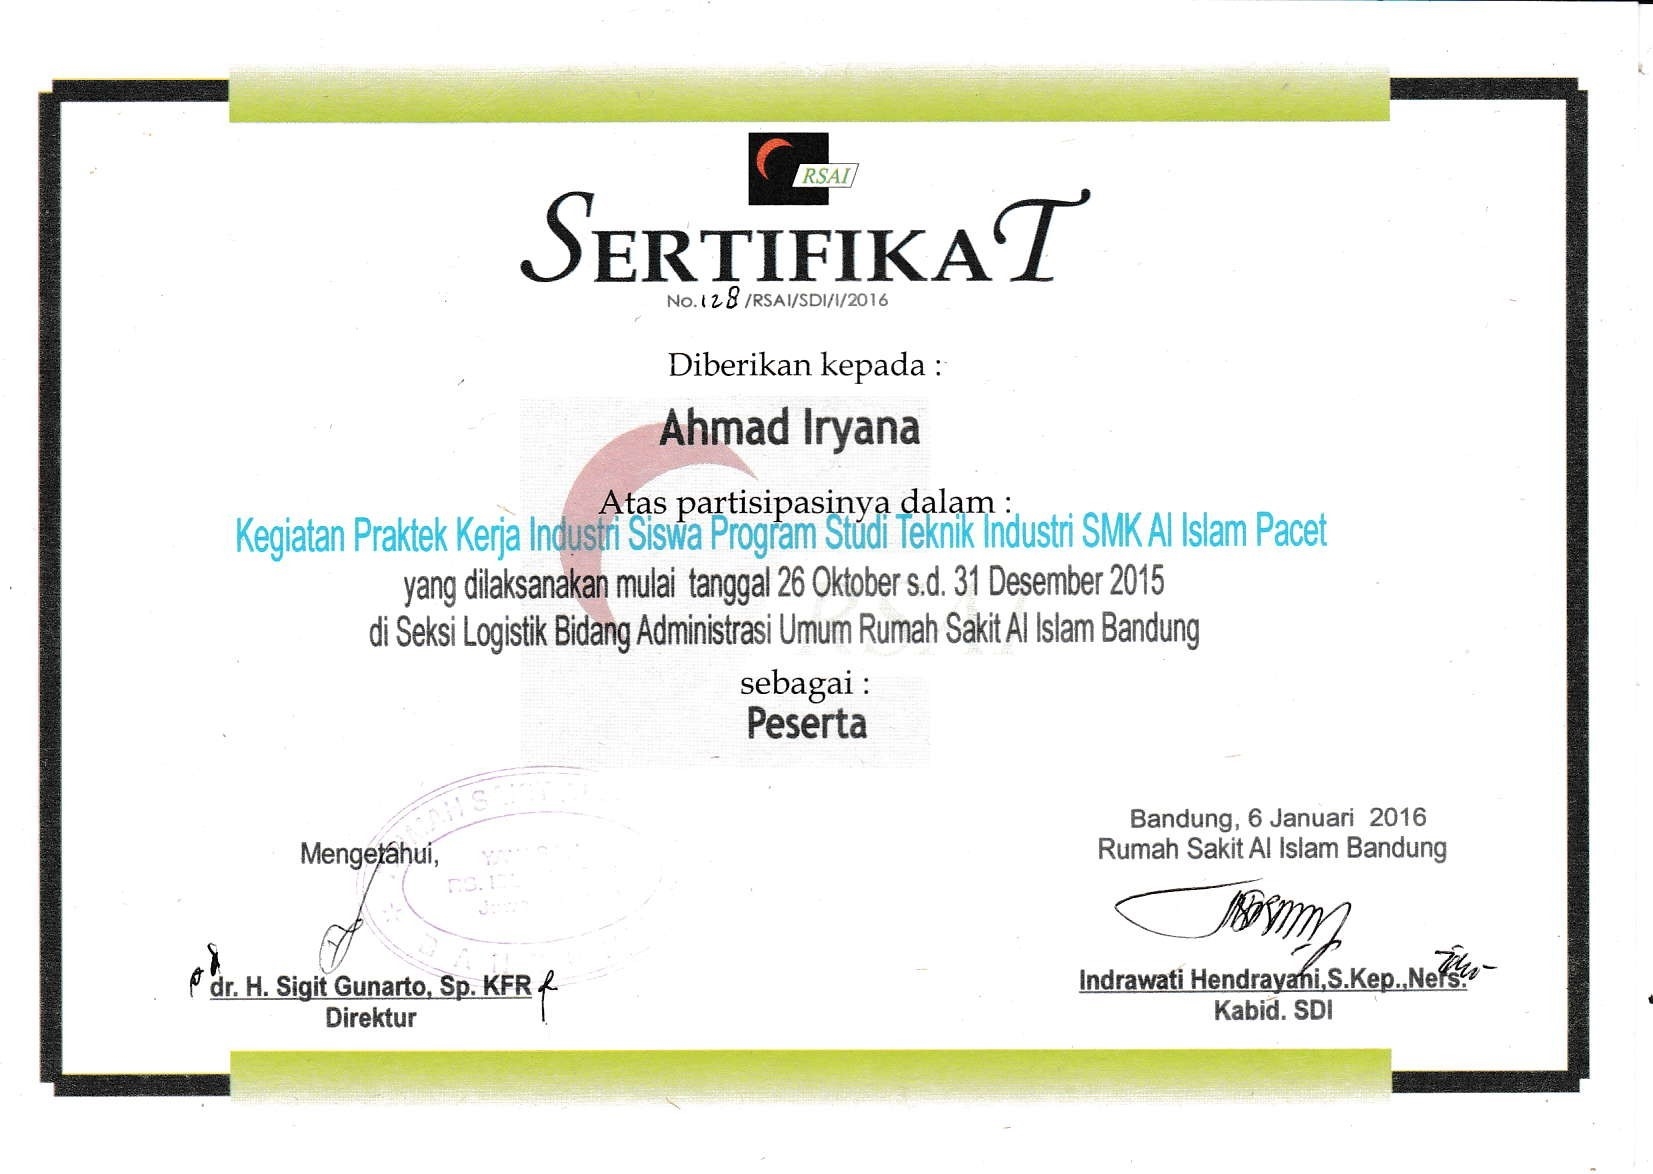 RSAI
SERTIFIKAT
No. 128 /RSAI/SDI/I/2016
Diberikan kepada :
Ahmad Iryana
Atas partisipasinya dalam :
Kegiatan Praktek Kerja Industri Siswa Program Studi Teknik Industri SMK Al Islam Pacet
yang dilaksanakan mulai tanggal 26 Oktober s.d. 31 Desember 2015
di Seksi Logistik Bidang Administrasi Umum Rumah Sakit Al Islam Bandung
RSAI
sebagai :
Peserta
Bandung, 6 Januari 2016
Rumah Sakit Al Islam Bandung
Mengetahui,
dr. H. Sigit Gunarto, Sp. KFR
Direktur
Indrawati Hendrayani,S.Kep.,Ners.
Kabid. SDI